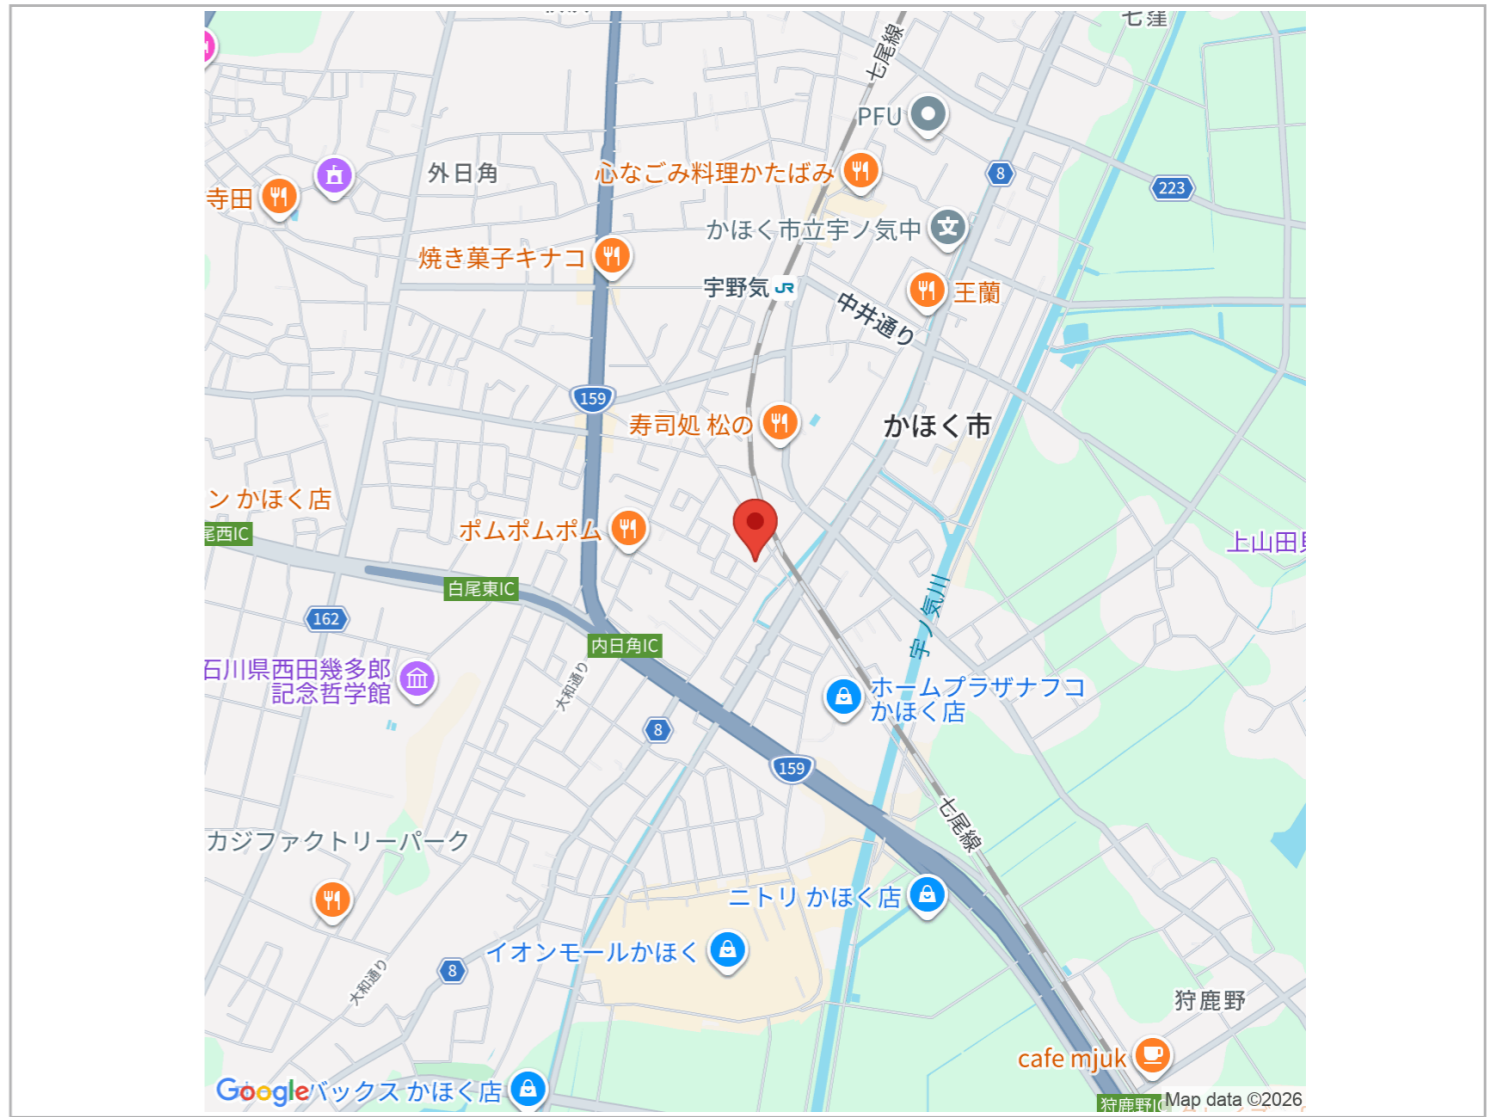 七窪
七尾線
PFU
外日角
心なごみ料理かたばみ
8
223
寺田
かほく市立宇ノ気中
文
焼き菓子キナコ
宇野気 JR
王蘭
中井通り
159
寿司処 松の
かほく市
ン かほく店
尾西IC
ポムポムポム
上山田貝
白尾東IC
宇ノ気川
162
内日角IC
石川県西田幾多郎
記念哲学館
大和通り
ホームプラザナフコ
かほく店
8
159
七尾線
カジファクトリーパーク
ニトリ かほく店
イオンモールかほく
8
大和通り
狩鹿野
cafe mjuk
Google
バックス かほく店
狩鹿野IC
Map data ©2026